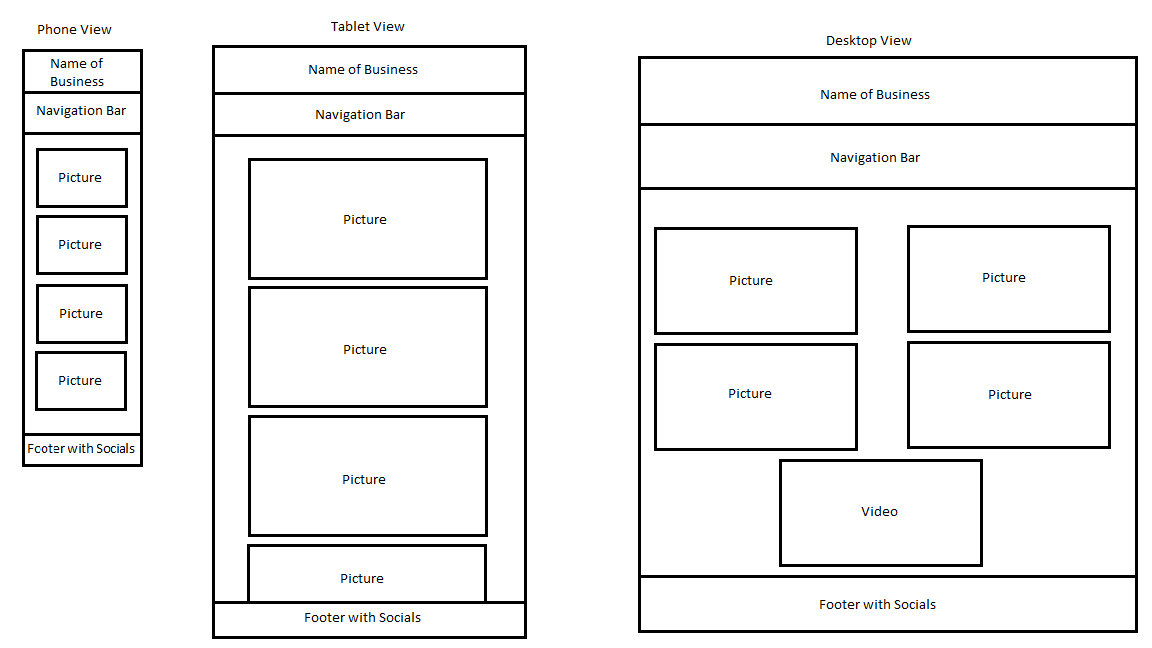 Phone View
Name of
Business
Navigation Bar
Picture
Picture
Picture
Picture
Footer with Socials
Tablet View
Name of Business
Navigation Bar
Picture
Picture
Picture
Picture
Footer with Socials
Desktop View
Name of Business
Navigation Bar
Picture
Picture
Picture
Picture
Video
Footer with Socials